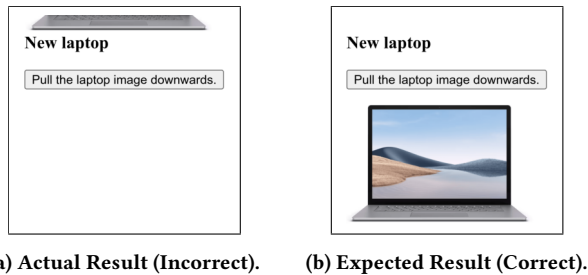 New laptop
Pull the laptop image downwards.
New laptop
Pull the laptop image downwards.
) Actual Result (Incorrect).
(b) Expected Result (Correct).